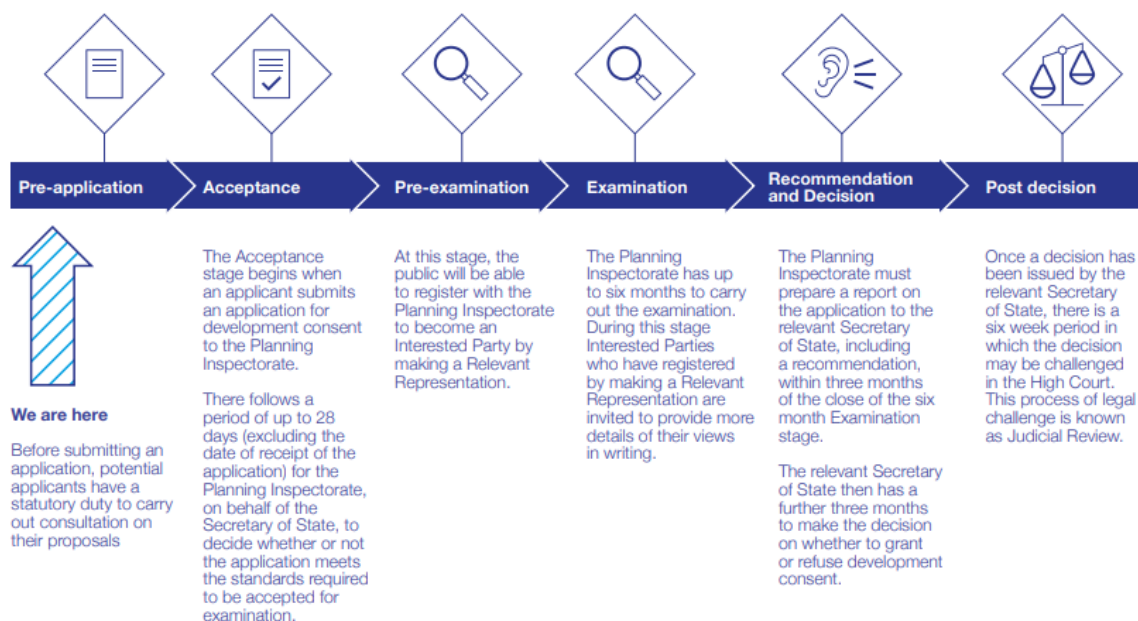 Pre-application
Acceptance
Pre-examination
Examination
Recommendation
and Decision
Post decision
We are here
Before submitting an
application, potential
applicants have a
statutory duty to carry
out consultation on
their proposals
The Acceptance
stage begins when
an applicant submits
an application for
development consent
to the Planning
Inspectorate.
There follows a
period of up to 28
days (excluding the
date of receipt of the
application) for the
Planning Inspectorate,
on behalf of the
Secretary of State, to
decide whether or not
the application meets
the standards required
to be accepted for
examination.
At this stage, the
public will be able
to register with the
Planning Inspectorate
to become an
Interested Party by
making a Relevant
Representation.
The Planning
Inspectorate has up
to six months to carry
out the examination.
During this stage
Interested Parties
who have registered
by making a Relevant
Representation are
invited to provide more
details of their views
in writing.
The Planning
Inspectorate must
prepare a report on
the application to the
relevant Secretary
of State, including
a recommendation,
within three months
of the close of the six
month Examination
stage.
The relevant Secretary
of State then has a
further three months
to make the decision
on whether to grant
or refuse development
consent.
Once a decision has
been issued by the
relevant Secretary
of State, there is a
six week period in
which the decision
may be challenged
in the High Court.
This process of legal
challenge is known
as Judicial Review.